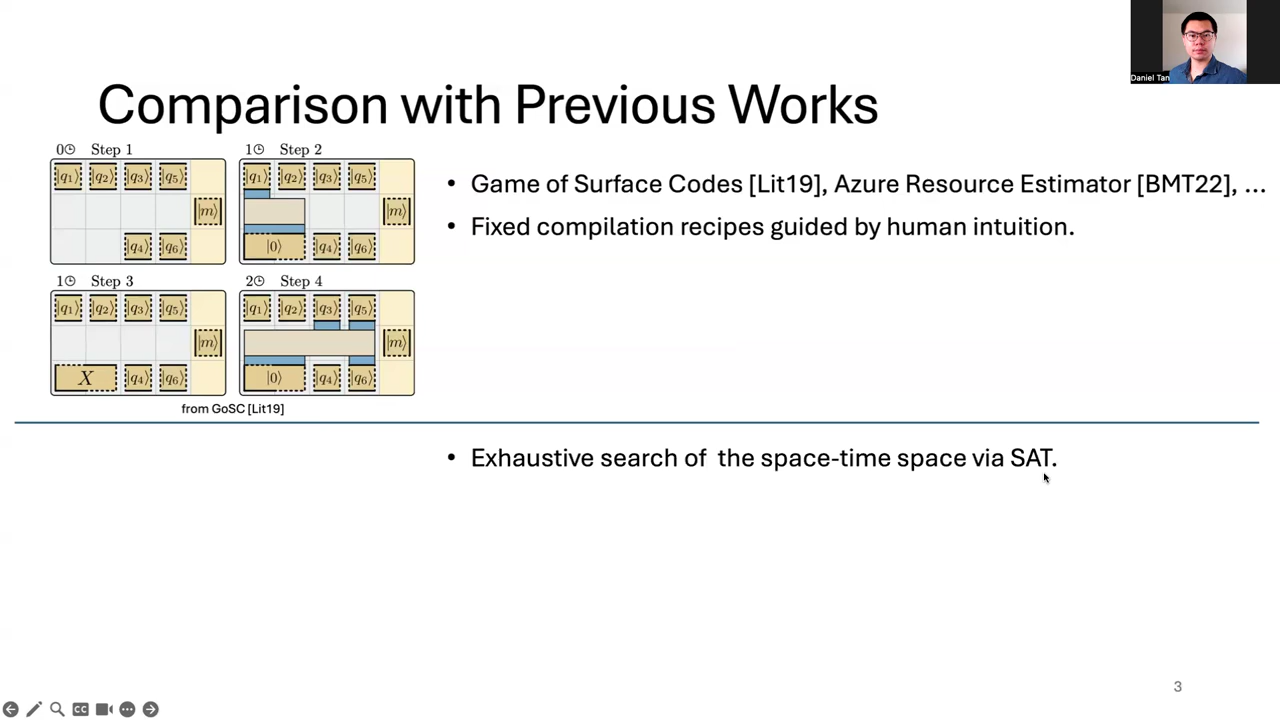 Daniel Tan
Comparison with Previous Works
0 Step 1
|q₁⟩ |q₂⟩ |q₃⟩ |q₅⟩
|m⟩
|q₄⟩ |q₆⟩
1 Step 2
|q₁⟩ |q₂⟩ |q₃⟩ |q₅⟩
|m⟩
|0⟩ |q₄⟩ |q₆⟩
1 Step 3
|q₁⟩ |q₂⟩ |q₃⟩ |q₅⟩
|m⟩
X |q₄⟩ |q₆⟩
2 Step 4
|q₁⟩ |q₂⟩ |q₃⟩ |q₅⟩
|m⟩
|0⟩ |q₄⟩ |q₆⟩
from GoSC [Lit19]
• Game of Surface Codes [Lit19], Azure Resource Estimator [BMT22], ...
• Fixed compilation recipes guided by human intuition.
• Exhaustive search of the space-time space via SAT.
3
CC